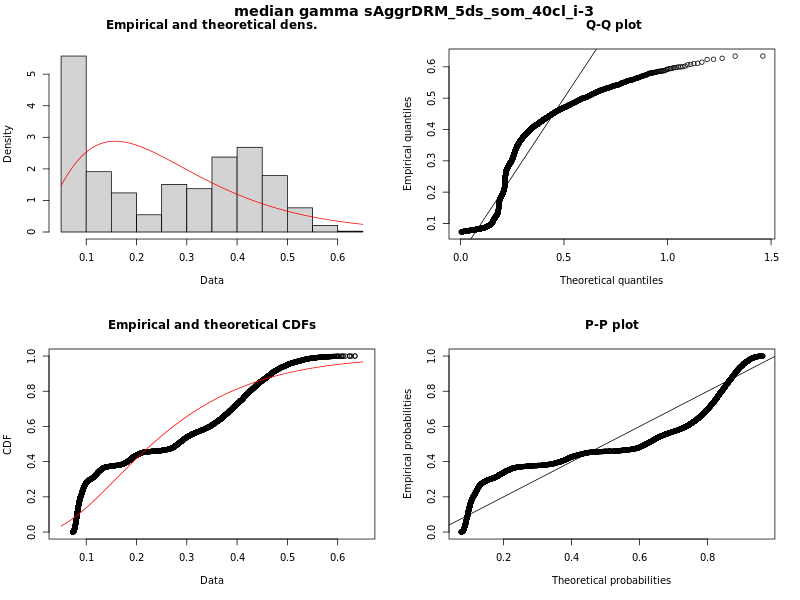 median gamma sAggrDRM_5ds_som_40cl_i-3
Empirical and theoretical dens.
Density
0 1 2 3 4 5
0.1 0.2 0.3 0.4 0.5 0.6
Data
Q-Q plot
Empirical quantiles
0.1 0.2 0.3 0.4 0.5 0.6
0.0 0.5 1.0 1.5
Theoretical quantiles
Empirical and theoretical CDFs
CDF
0.0 0.2 0.4 0.6 0.8 1.0
0.1 0.2 0.3 0.4 0.5 0.6
Data
P-P plot
Empirical probabilities
0.0 0.2 0.4 0.6 0.8 1.0
0.2 0.4 0.6 0.8
Theoretical probabilities